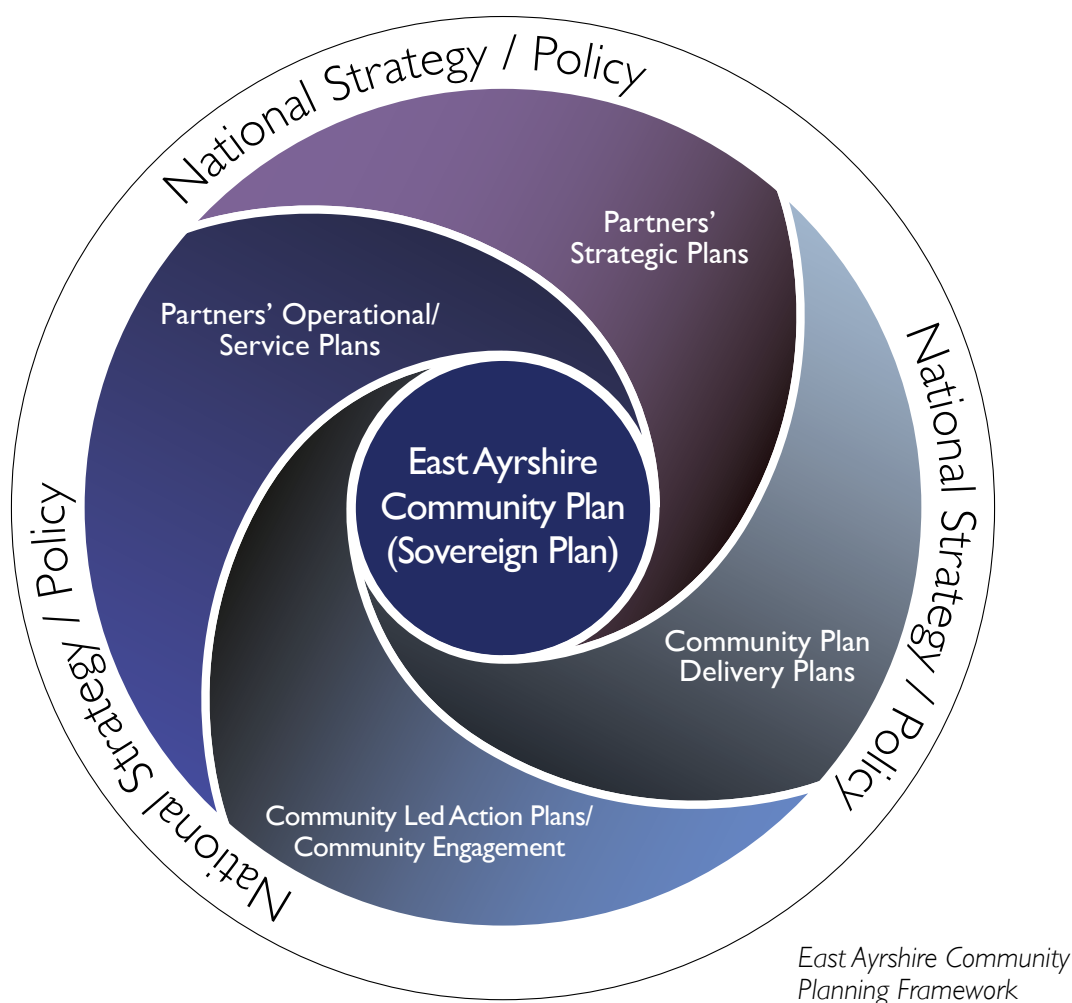 National Strategy / Policy
Partners’
Strategic Plans
Partners’ Operational/
Service Plans
National Strategy / Policy
East Ayrshire
Community Plan
(Sovereign Plan)
National Strategy / Policy
Community Plan
Delivery Plans
Community Led Action Plans/
Community Engagement
East Ayrshire Community
Planning Framework